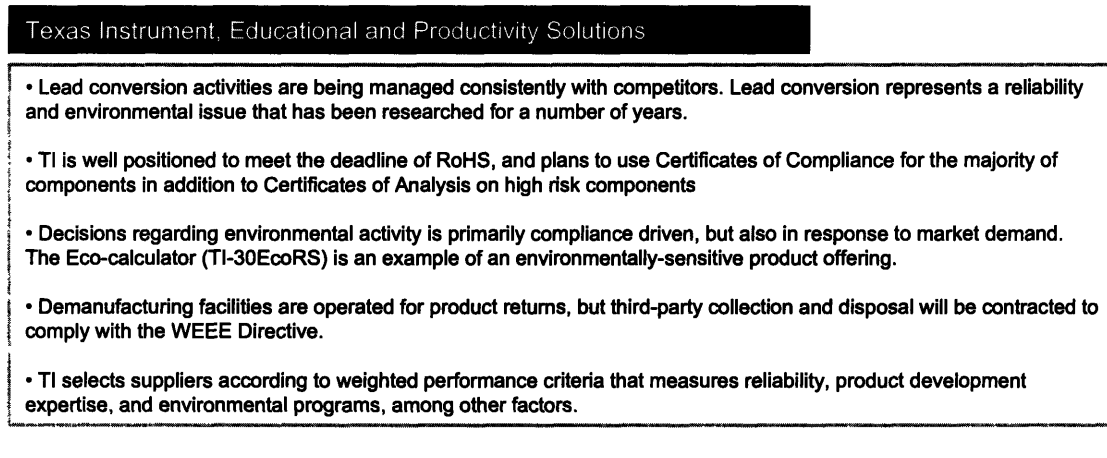 Texas Instrument, Educational and Productivity Solutions
• Lead conversion activities are being managed consistently with competitors. Lead conversion represents a reliability
and environmental issue that has been researched for a number of years.
• TI is well positioned to meet the deadline of RoHS, and plans to use Certificates of Compliance for the majority of
components in addition to Certificates of Analysis on high risk components
• Decisions regarding environmental activity is primarily compliance driven, but also in response to market demand.
The Eco-calculator (TI-30EcoRS) is an example of an environmentally-sensitive product offering.
• Demanufacturing facilities are operated for product returns, but third-party collection and disposal will be contracted to
comply with the WEEE Directive.
• TI selects suppliers according to weighted performance criteria that measures reliability, product development
expertise, and environmental programs, among other factors.